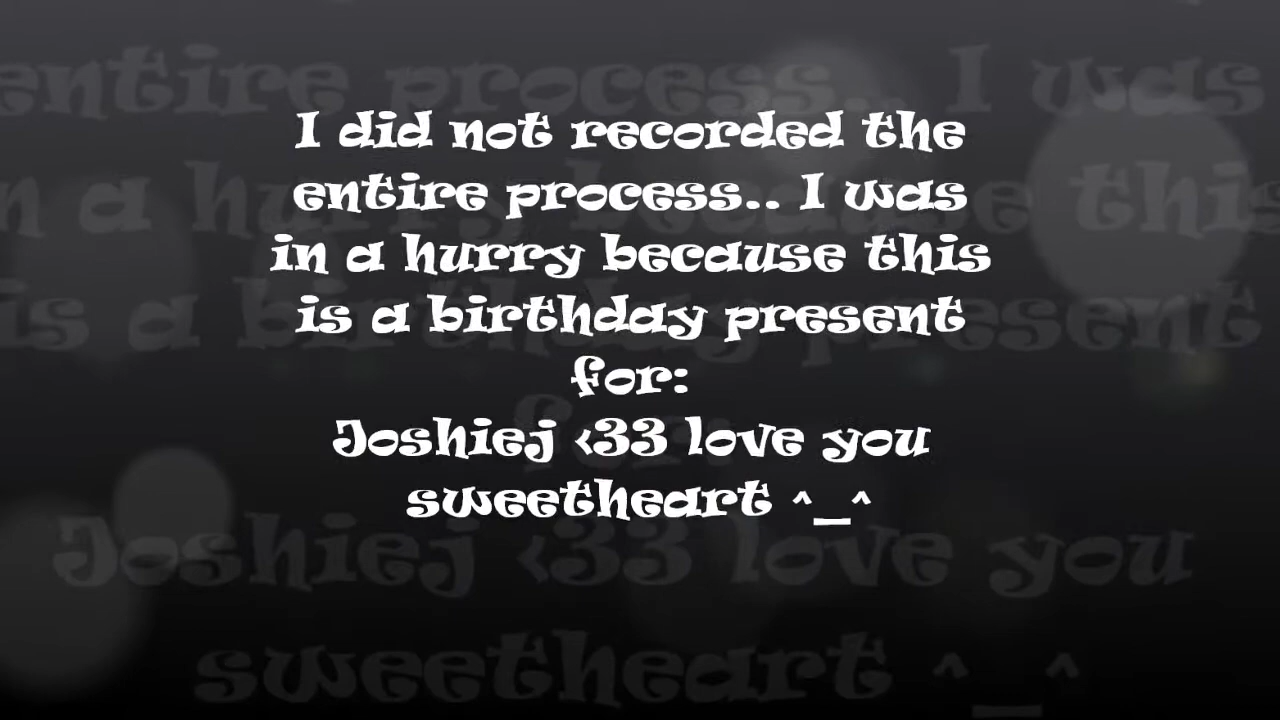 I did not recorded the
entire process.. I was
in a hurry because this
is a birthday present
for:
Joshiej <33 love you
sweetheart ^_^